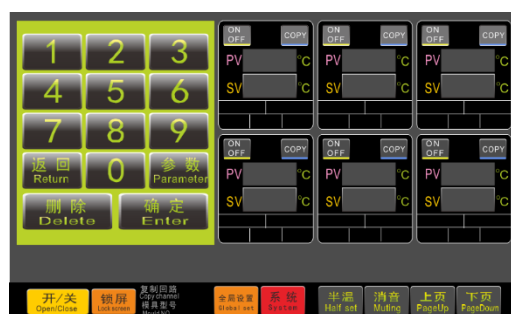 1 2 3
4 5 6
7 8 9
返 回
Return
0
参 数
Parameter
删 除
Delete
确 定
Enter
ON
OFF
COPY
PV
°C
SV
°C
ON
OFF
COPY
PV
°C
SV
°C
ON
OFF
COPY
PV
°C
SV
°C
ON
OFF
COPY
PV
°C
SV
°C
ON
OFF
COPY
PV
°C
SV
°C
ON
OFF
COPY
PV
°C
SV
°C
开/关
Open/Close
锁屏
Lock screen
复制回路
Copy channel
模具型号
Mould NO
全局设置
Global set
系 统
System
半温
Half set
消音
Muting
上页
PageUp
下页
PageDown